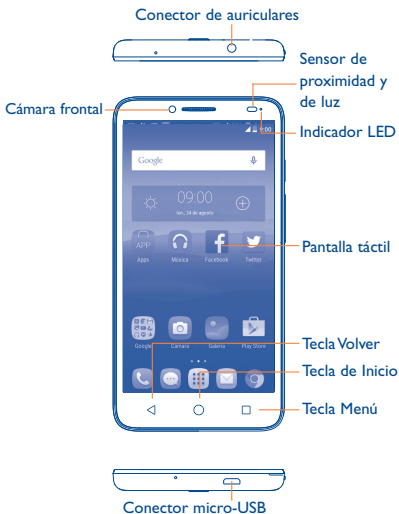 Conector de auriculares
Sensor de
proximidad y
de luz
Cámara frontal
Indicador LED
9:00
Google
09:00
lun., 24 de agosto
APP
Apps
Música
Facebook
Twitter
Pantalla táctil
Google
Cámara
Galería
Play Store
Tecla Volver
Tecla de Inicio
Tecla Menú
Conector micro-USB